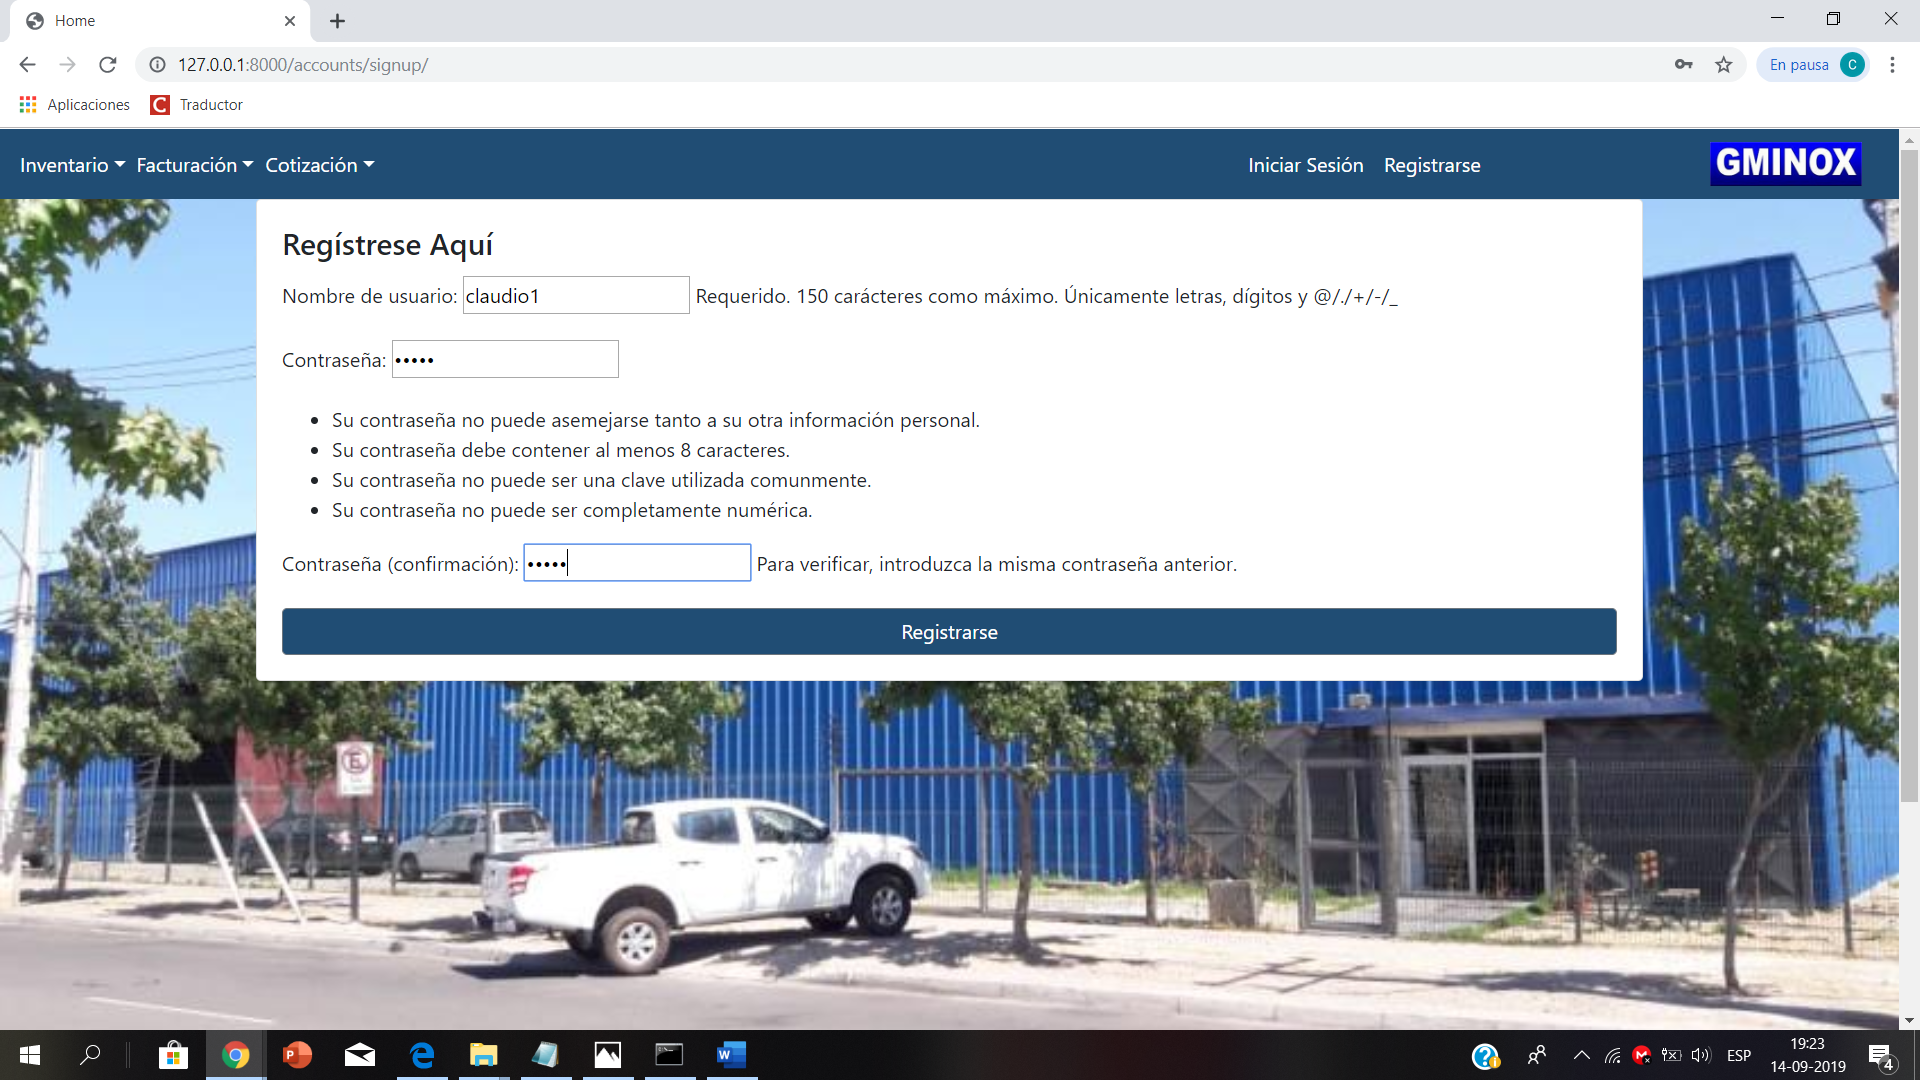 Home
127.0.0.1:8000/accounts/signup/
En pausa
C
Aplicaciones
C
Traductor
Inventario
Facturación
Cotización
Iniciar Sesión
Registrarse
GMINOX
Regístrese Aquí
Nombre de usuario: claudio1 Requerido. 150 carácteres como máximo. Únicamente letras, dígitos y @/./+/-/_
Contraseña: •••••
• Su contraseña no puede asemejarse tanto a su otra información personal.
• Su contraseña debe contener al menos 8 caracteres.
• Su contraseña no puede ser una clave utilizada comunmente.
• Su contraseña no puede ser completamente numérica.
Contraseña (confirmación): ••••• Para verificar, introduzca la misma contraseña anterior.
Registrarse
E
ESP
19:23
14-09-2019
4